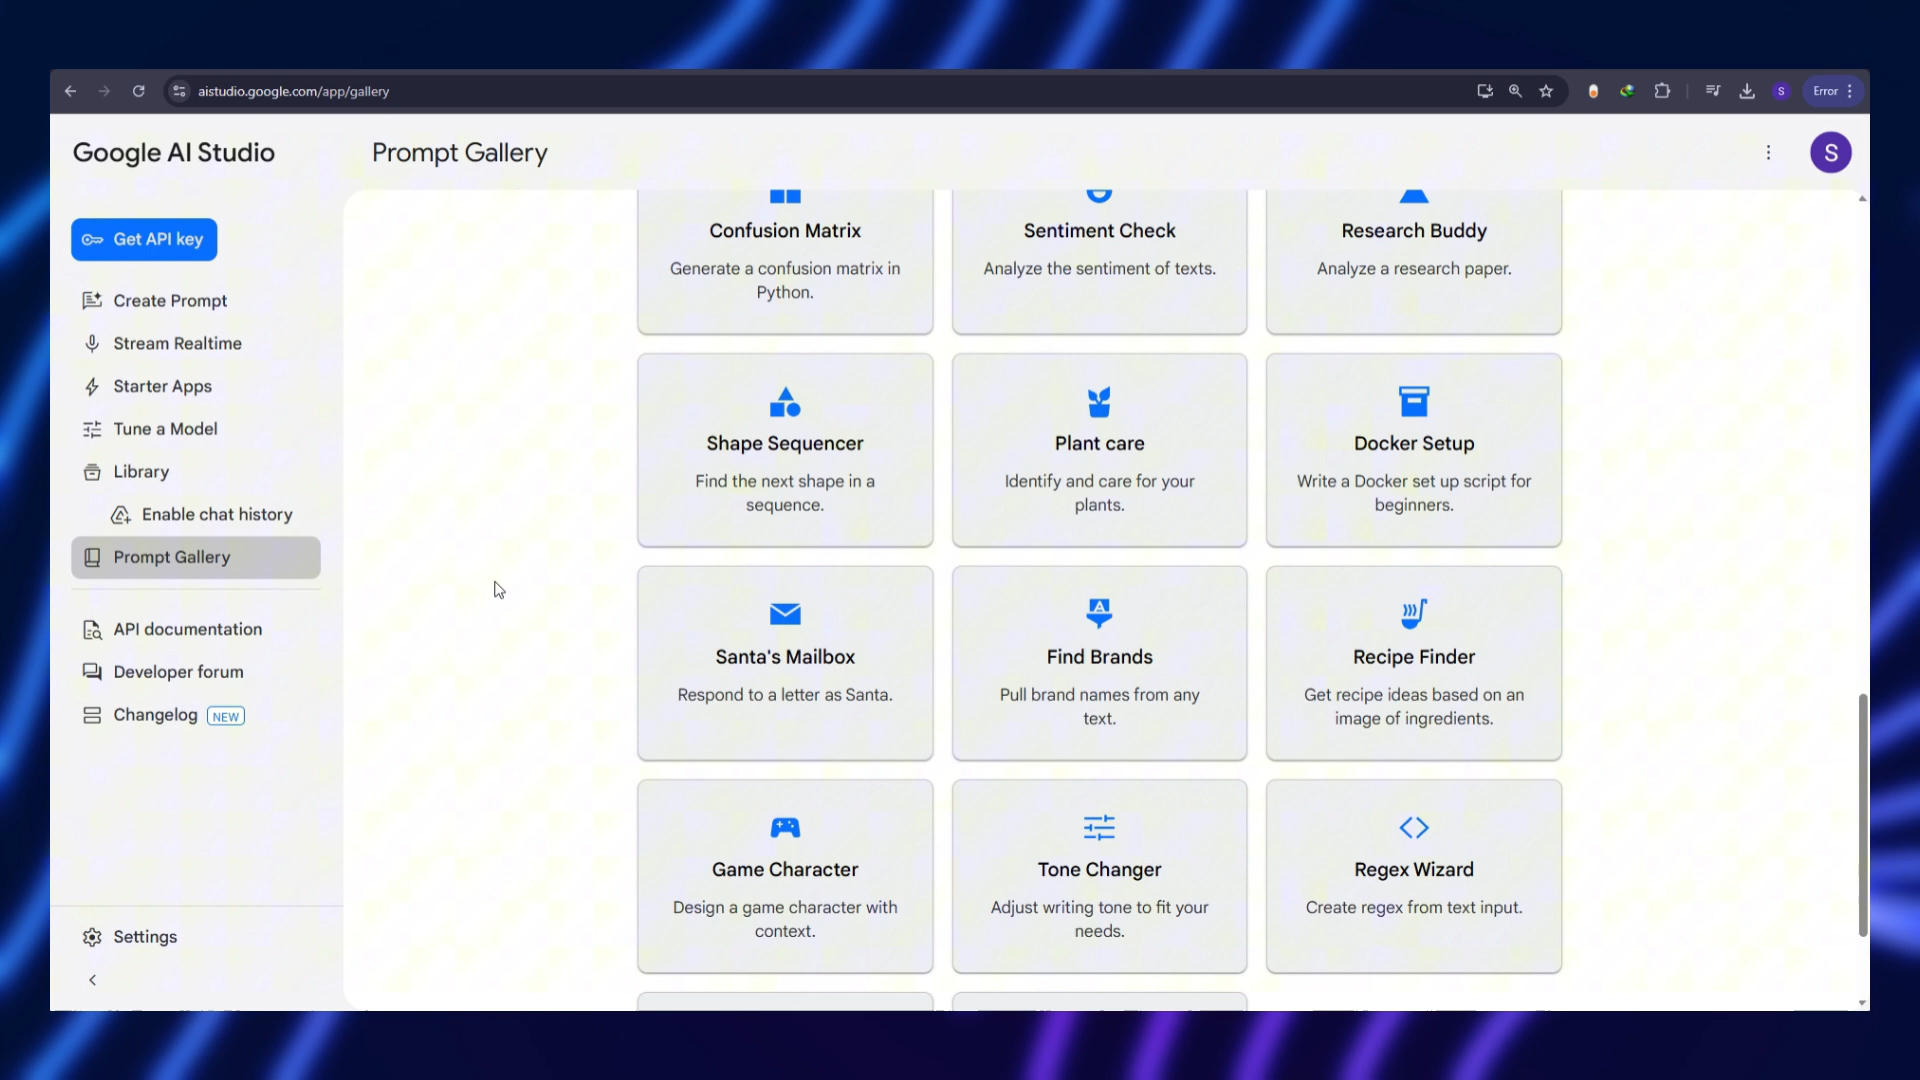 aistudio.google.com/app/gallery
S
Error
Google AI Studio
Prompt Gallery
S
Get API key
Create Prompt
Stream Realtime
Starter Apps
Tune a Model
Library
Enable chat history
Prompt Gallery
API documentation
Developer forum
Changelog NEW
Settings
Confusion Matrix
Generate a confusion matrix in
Python.
Sentiment Check
Analyze the sentiment of texts.
Research Buddy
Analyze a research paper.
Shape Sequencer
Find the next shape in a
sequence.
Plant care
Identify and care for your
plants.
Docker Setup
Write a Docker set up script for
beginners.
Santa's Mailbox
Respond to a letter as Santa.
Find Brands
Pull brand names from any
text.
Recipe Finder
Get recipe ideas based on an
image of ingredients.
Game Character
Design a game character with
context.
Tone Changer
Adjust writing tone to fit your
needs.
Regex Wizard
Create regex from text input.